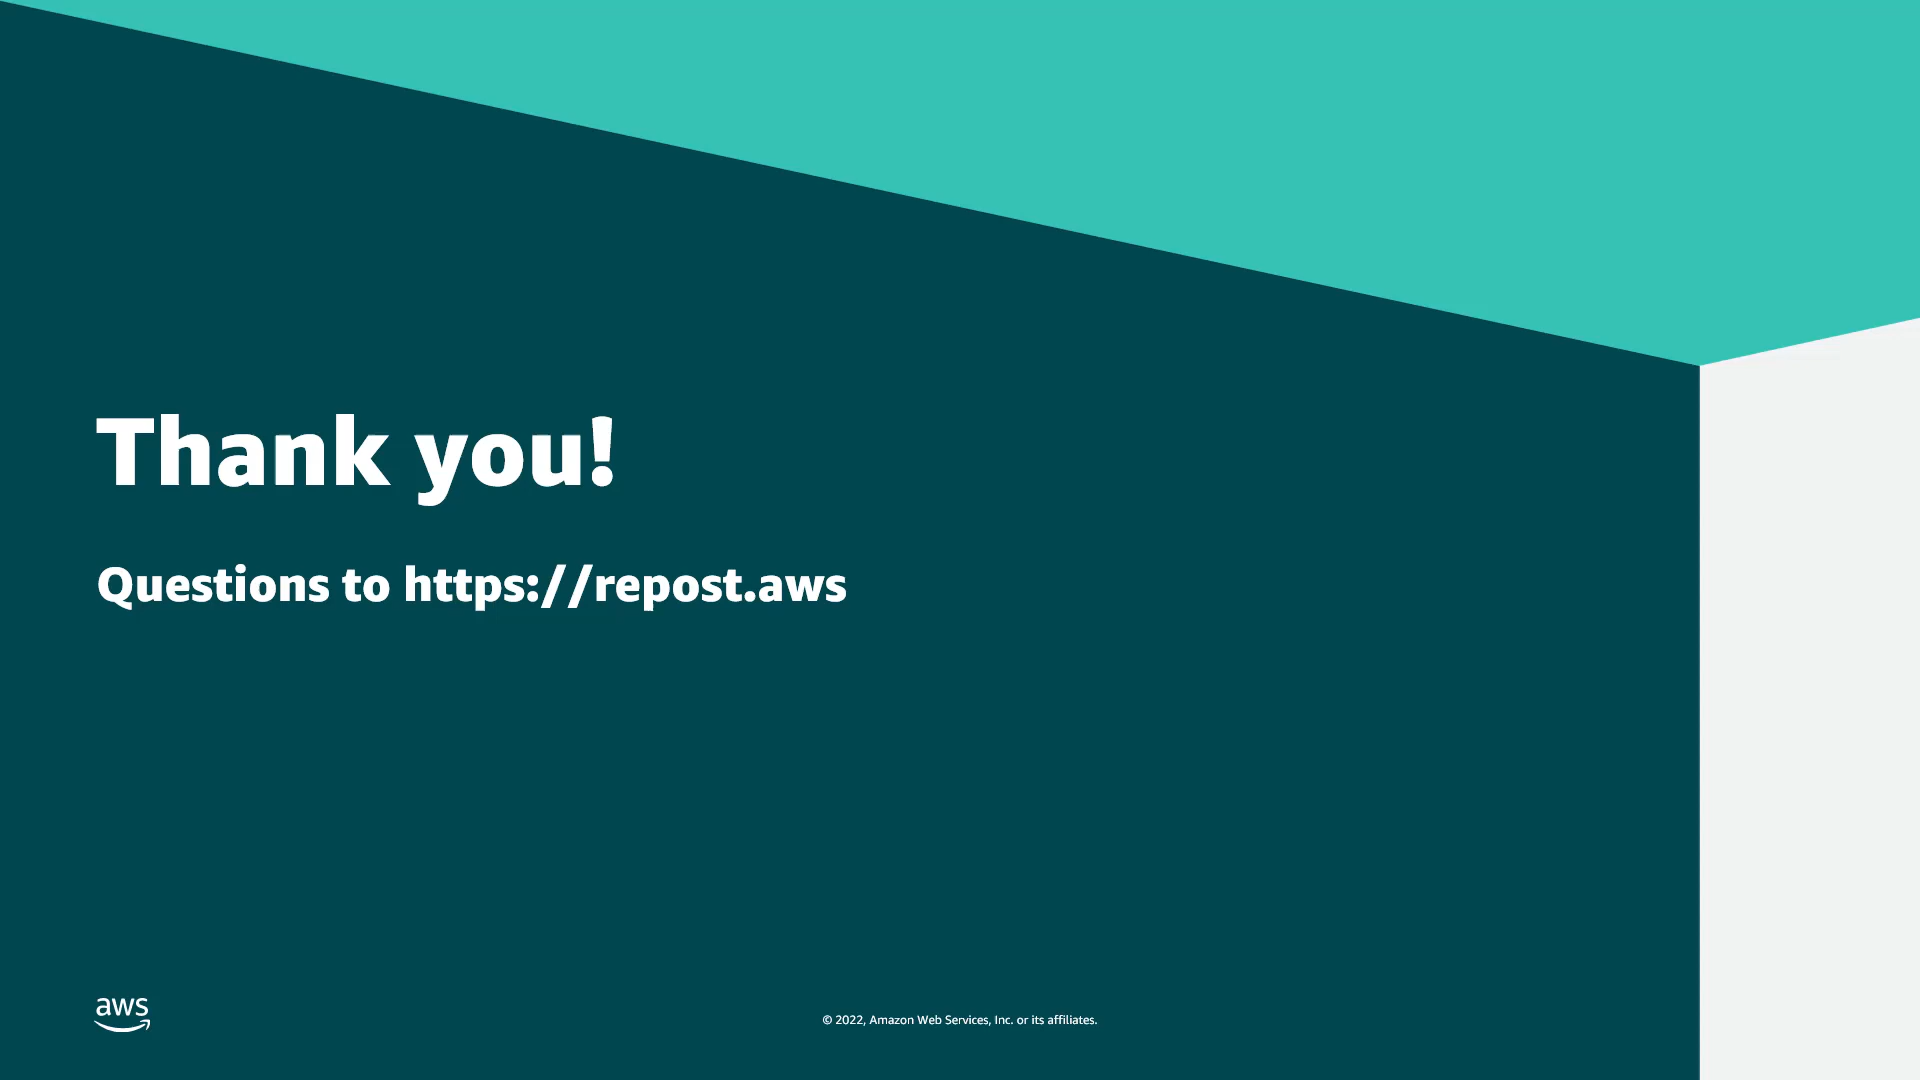 Thank you!
Questions to https://repost.aws
aws
© 2022, Amazon Web Services, Inc. or its affiliates.